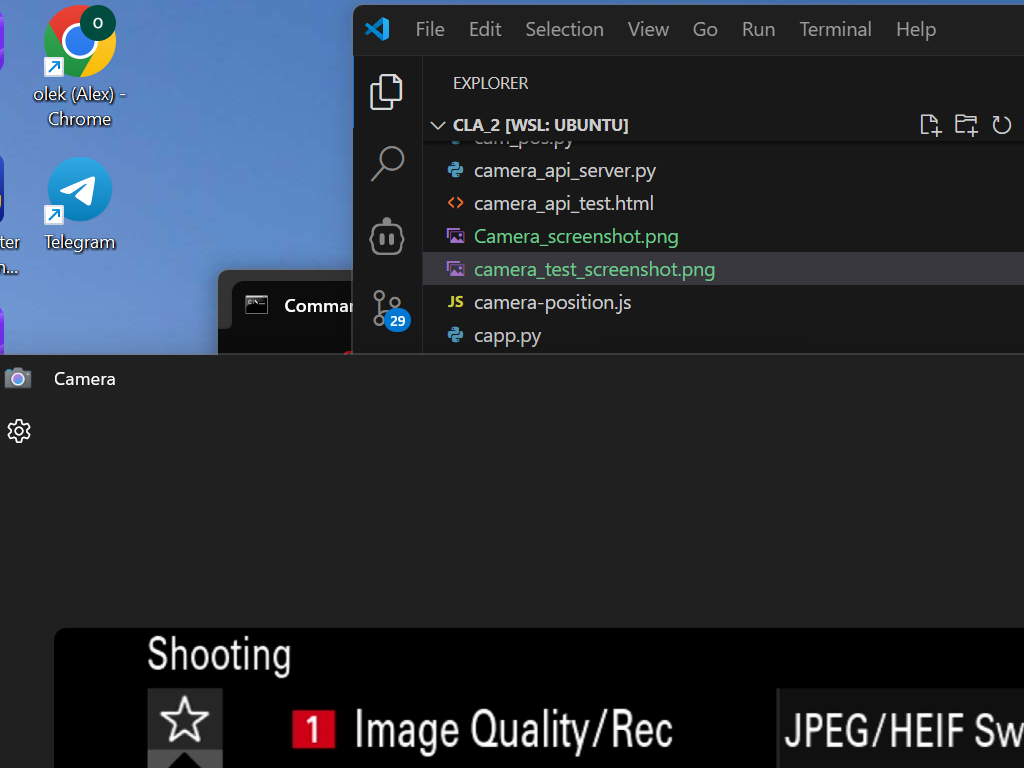 O
olek (Alex) -
Chrome
Telegram
ter
n...
File Edit Selection View Go Run Terminal Help
EXPLORER
CLA_2 [WSL: UBUNTU]
cam_pos.py
camera_api_server.py
camera_api_test.html
Camera_screenshot.png
camera_test_screenshot.png
JS camera-position.js
capp.py
29
C:\.
Comman
Camera
Shooting
1 Image Quality/Rec
JPEG/HEIF Sw